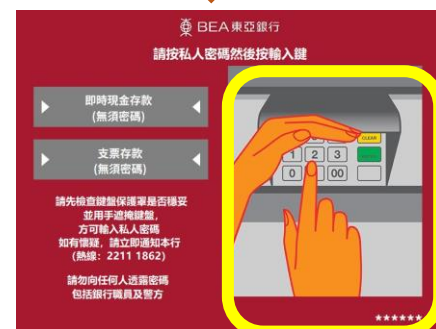 BEA東亞銀行
請按私人密碼然後按輸入鍵
即時現金存款
(無須密碼)
支票存款
(無須密碼)
請先檢查鍵盤保護罩是否穩妥
並用手遮掩鍵盤，
方可輸入私人密碼
如有懷疑，請立即通知本行
(熱線：2211 1862)
請勿向任何人透露密碼
包括銀行職員及警方
CLEAR
1 2 3
0 00
******